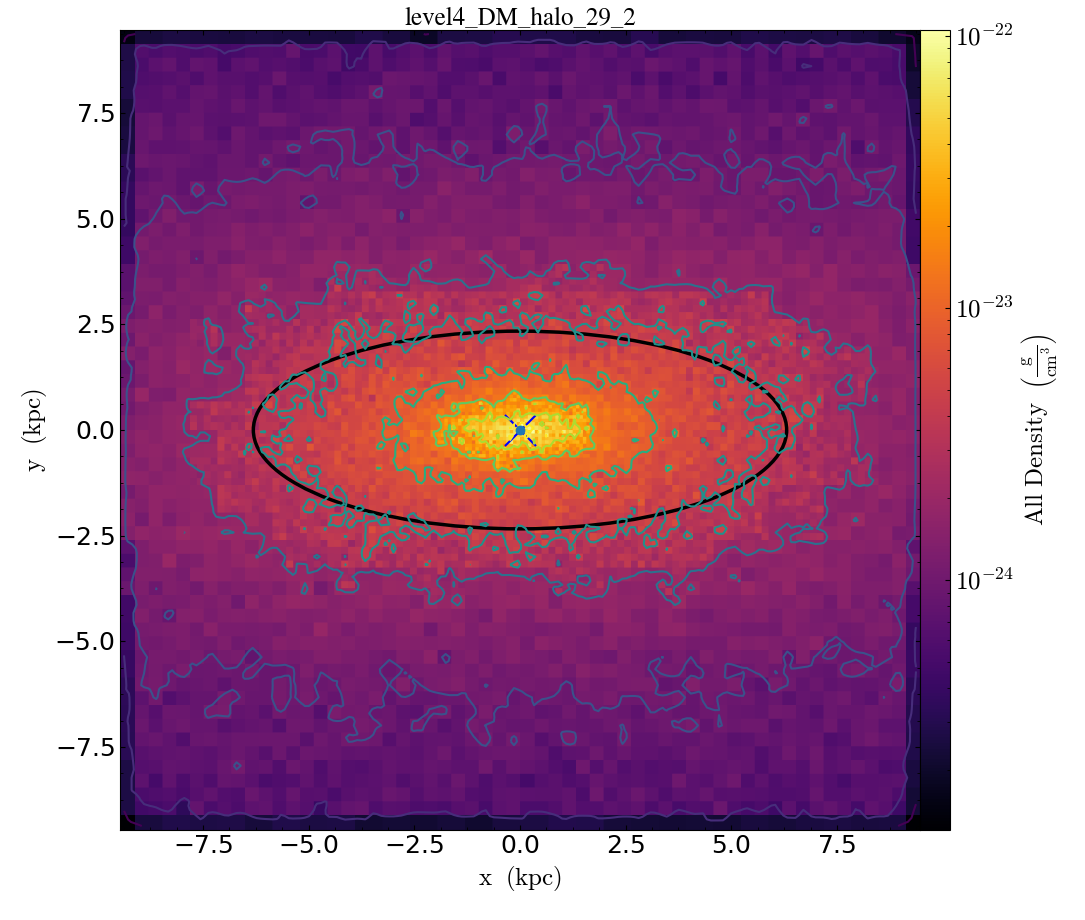 level4_DM_halo_29_2
10⁻²²
7.5
5.0
2.5
10⁻²³
0.0
−2.5
10⁻²⁴
−5.0
−7.5
y (kpc)
All Density (g/cm³)
−7.5 −5.0 −2.5 0.0 2.5 5.0 7.5
x (kpc)